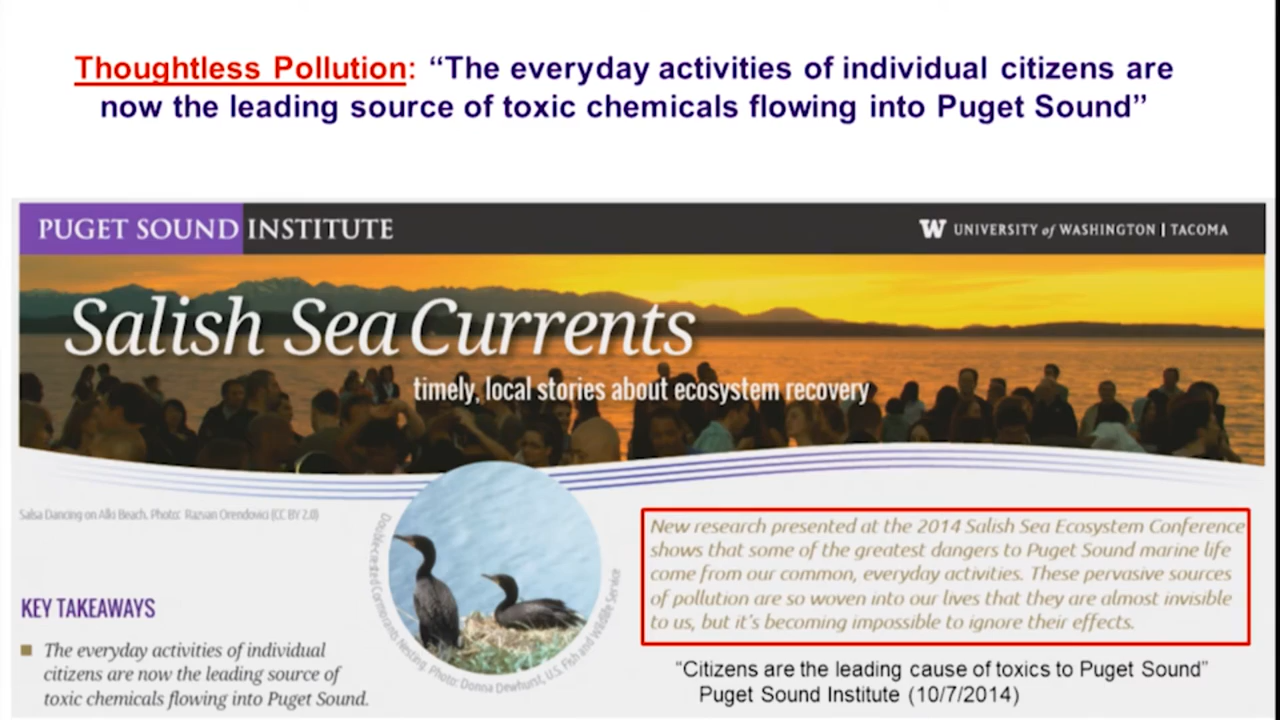 Thoughtless Pollution: “The everyday activities of individual citizens are
now the leading source of toxic chemicals flowing into Puget Sound”
PUGET SOUND INSTITUTE
W UNIVERSITY of WASHINGTON | TACOMA
Salish Sea Currents
timely, local stories about ecosystem recovery
Salsa Dancing on Alki Beach. Photo: Razvan Orendovici (CC BY 2.0)
Double-crested Cormorants Nesting. Photo: Donna Dewhurst, U.S. Fish and Wildlife Service
New research presented at the 2014 Salish Sea Ecosystem Conference
shows that some of the greatest dangers to Puget Sound marine life
come from our common, everyday activities. These pervasive sources
of pollution are so woven into our lives that they are almost invisible
to us, but it’s becoming impossible to ignore their effects.
KEY TAKEAWAYS
The everyday activities of individual
citizens are now the leading source of
toxic chemicals flowing into Puget Sound.
“Citizens are the leading cause of toxics to Puget Sound”
Puget Sound Institute (10/7/2014)